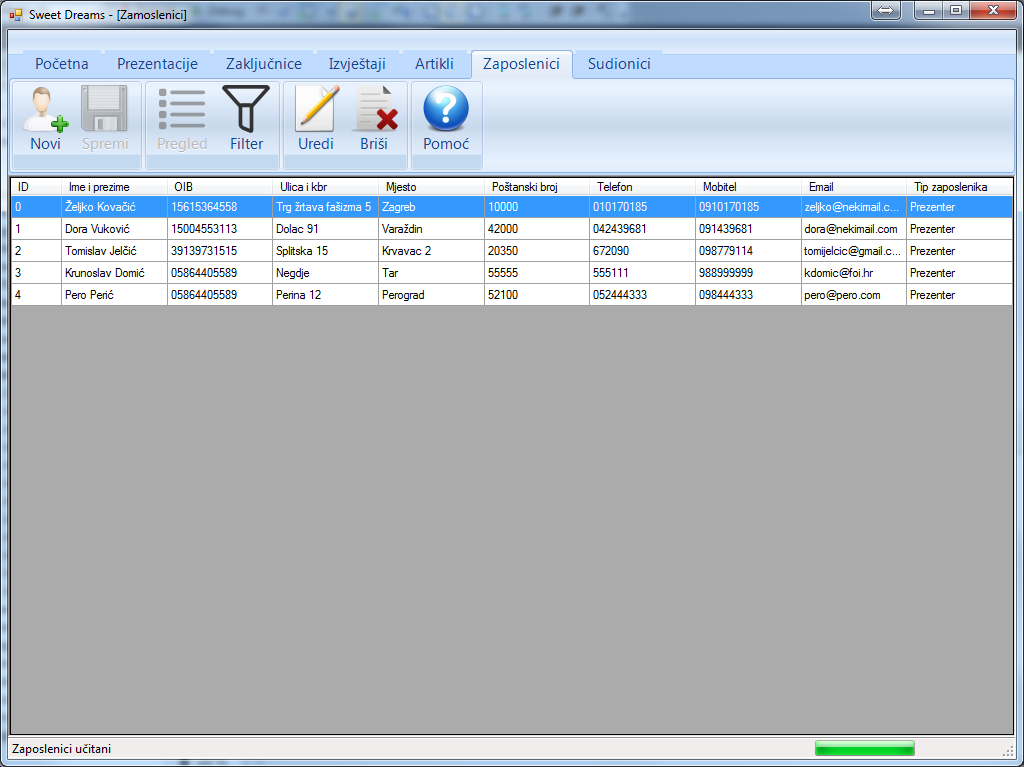 Sweet Dreams - [Zamoslenici]
Početna Prezentacije Zaključnice Izvještaji Artikli Zaposlenici Sudionici
Novi Spremi Pregled Filter Uredi Briši Pomoć
ID Ime i prezime OIB Ulica i kbr Mjesto Poštanski broj Telefon Mobitel Email Tip zaposlenika
0 Željko Kovačić 15615364558 Trg žrtava fašizma 5 Zagreb 10000 010170185 0910170185 zeljko@nekimail.c... Prezenter
1 Dora Vuković 15004553113 Dolac 91 Varaždin 42000 042439681 091439681 dora@nekimail.com Prezenter
2 Tomislav Jelčić 39139731515 Splitska 15 Krvavac 2 20350 672090 098779114 tomijelcic@gmail.c... Prezenter
3 Krunoslav Domić 05864405589 Negdje Tar 55555 555111 988999999 kdomic@foi.hr Prezenter
4 Pero Perić 05864405589 Perina 12 Perograd 52100 052444333 098444333 pero@pero.com Prezenter
Zaposlenici učitani